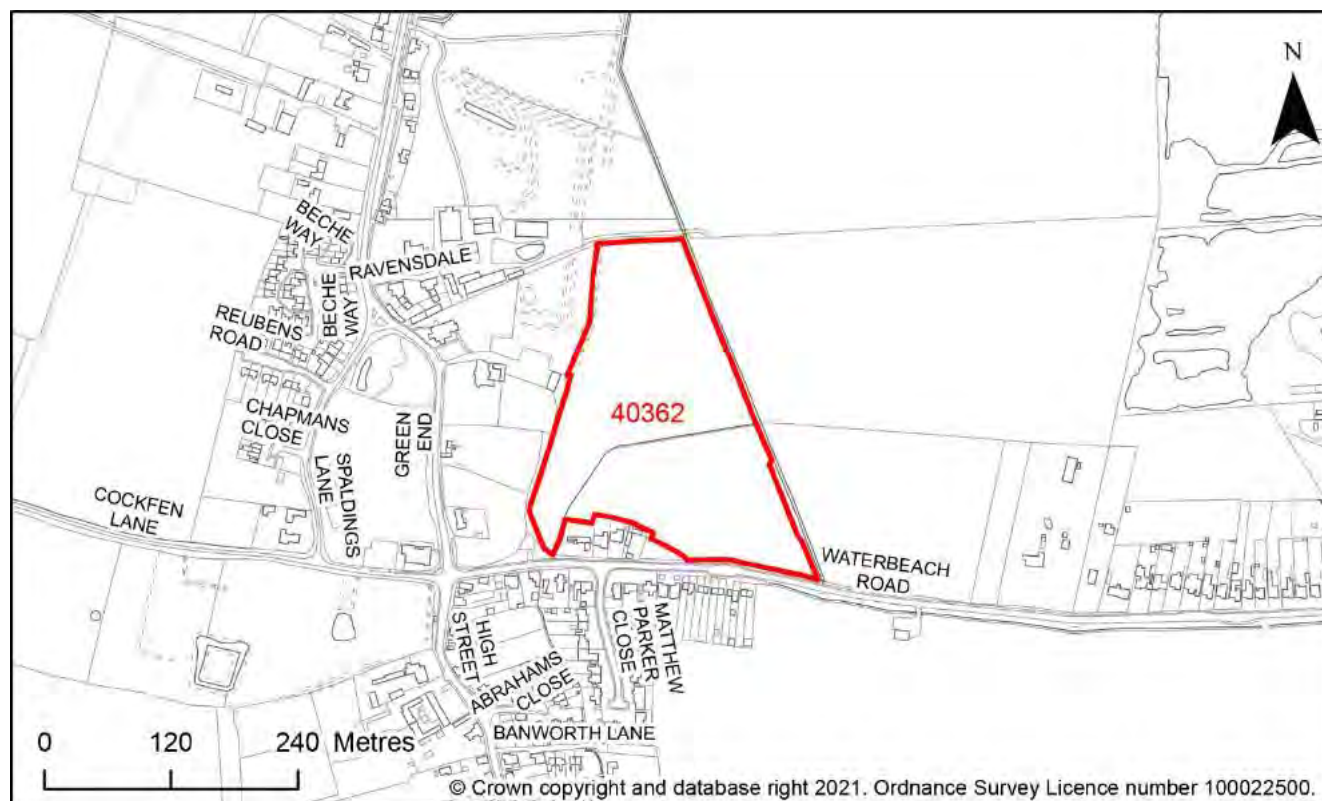 N
BECHE
WAY
RAVENSDALE
BECHE
WAY
REUBENS
ROAD
CHAPMANS
CLOSE
GREEN
END
40362
SPALDINGS
LANE
COCKFEN
LANE
WATERBEACH
ROAD
HIGH
STREET
MATTHEW
PARKER
CLOSE
ABRAHAMS
CLOSE
BANWORTH LANE
0 120 240 Metres
© Crown copyright and database right 2021. Ordnance Survey Licence number 100022500.